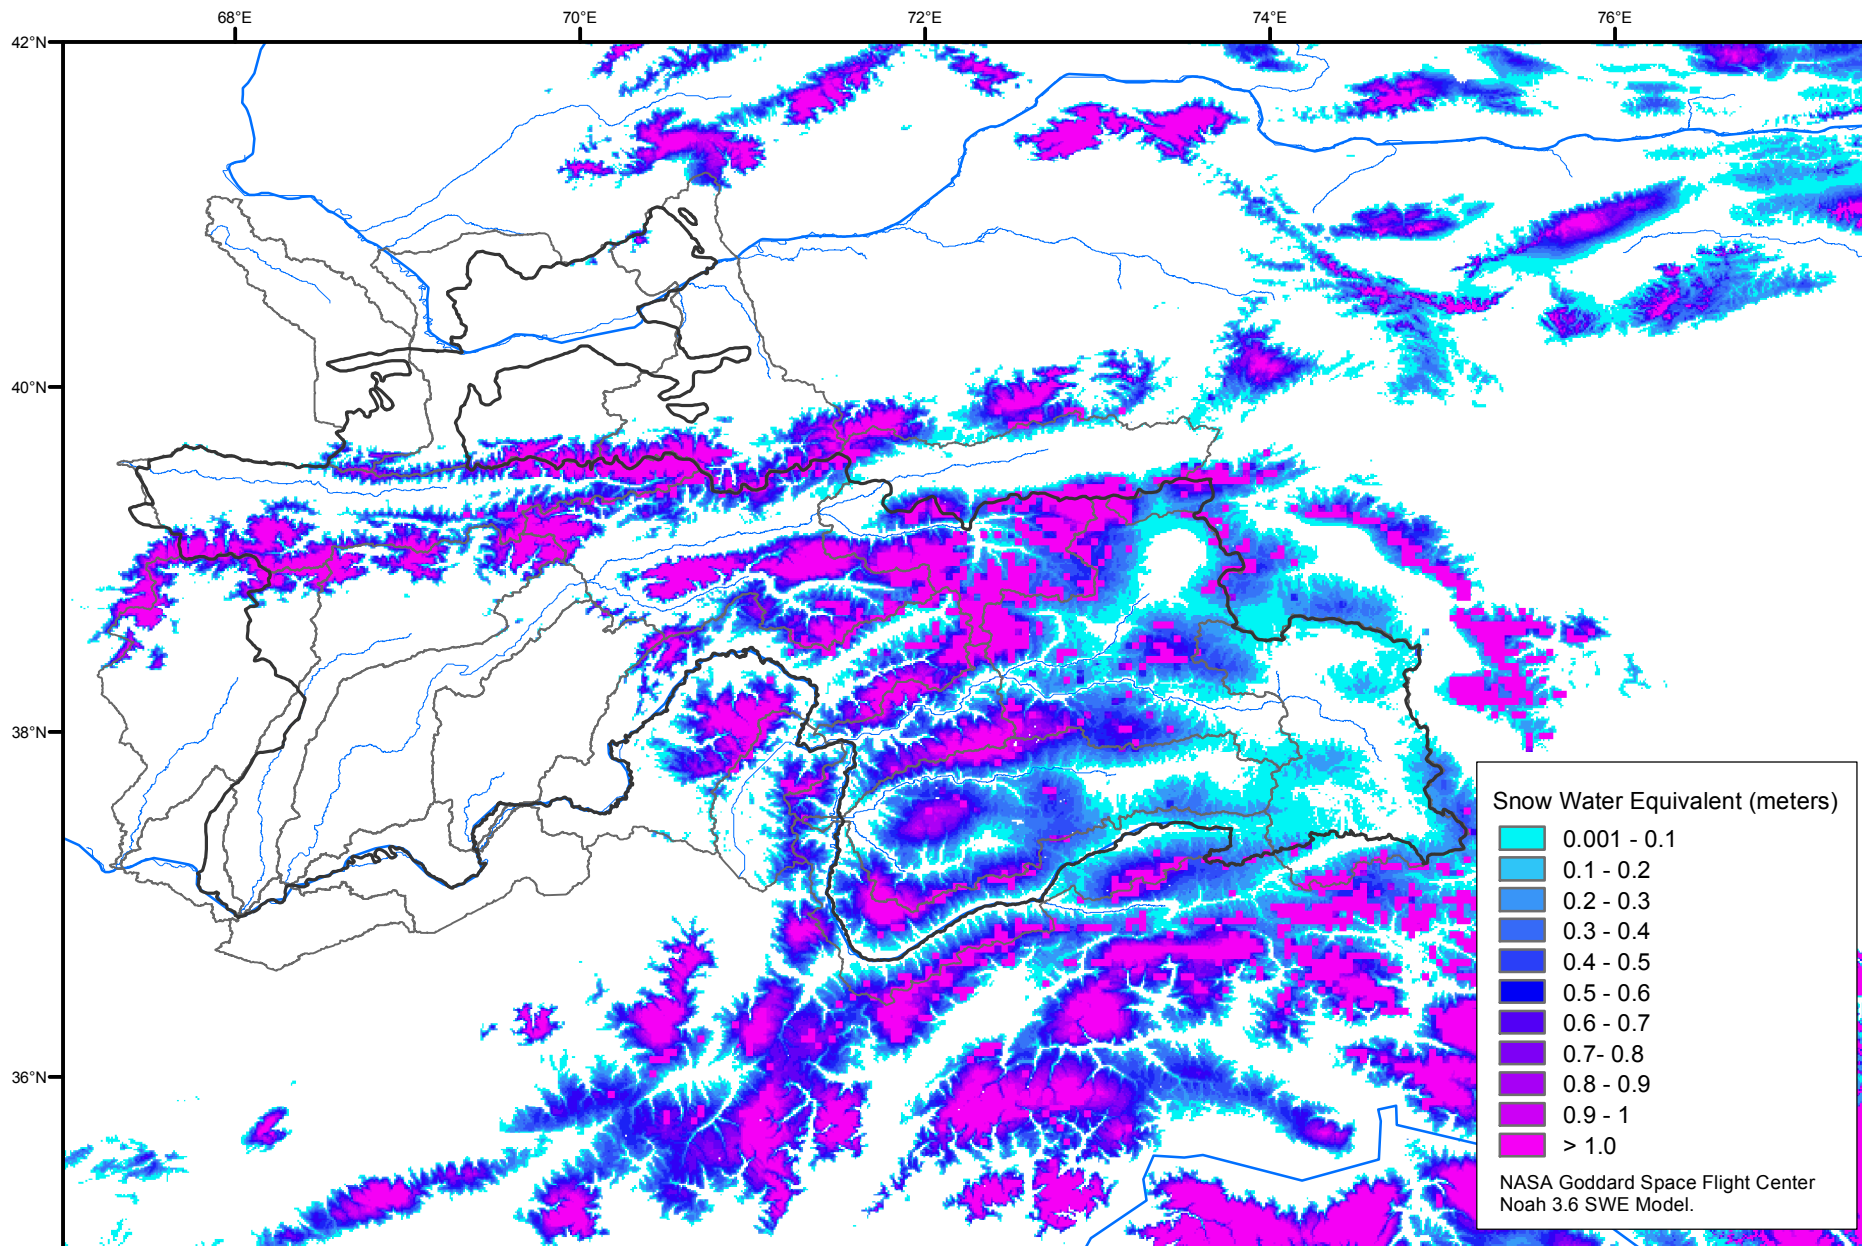 68°E 70°E 72°E 74°E 76°E
42°N
40°N
38°N
36°N
Snow Water Equivalent (meters)
0.001 - 0.1
0.1 - 0.2
0.2 - 0.3
0.3 - 0.4
0.4 - 0.5
0.5 - 0.6
0.6 - 0.7
0.7- 0.8
0.8 - 0.9
0.9 - 1
> 1.0
NASA Goddard Space Flight Center
Noah 3.6 SWE Model.